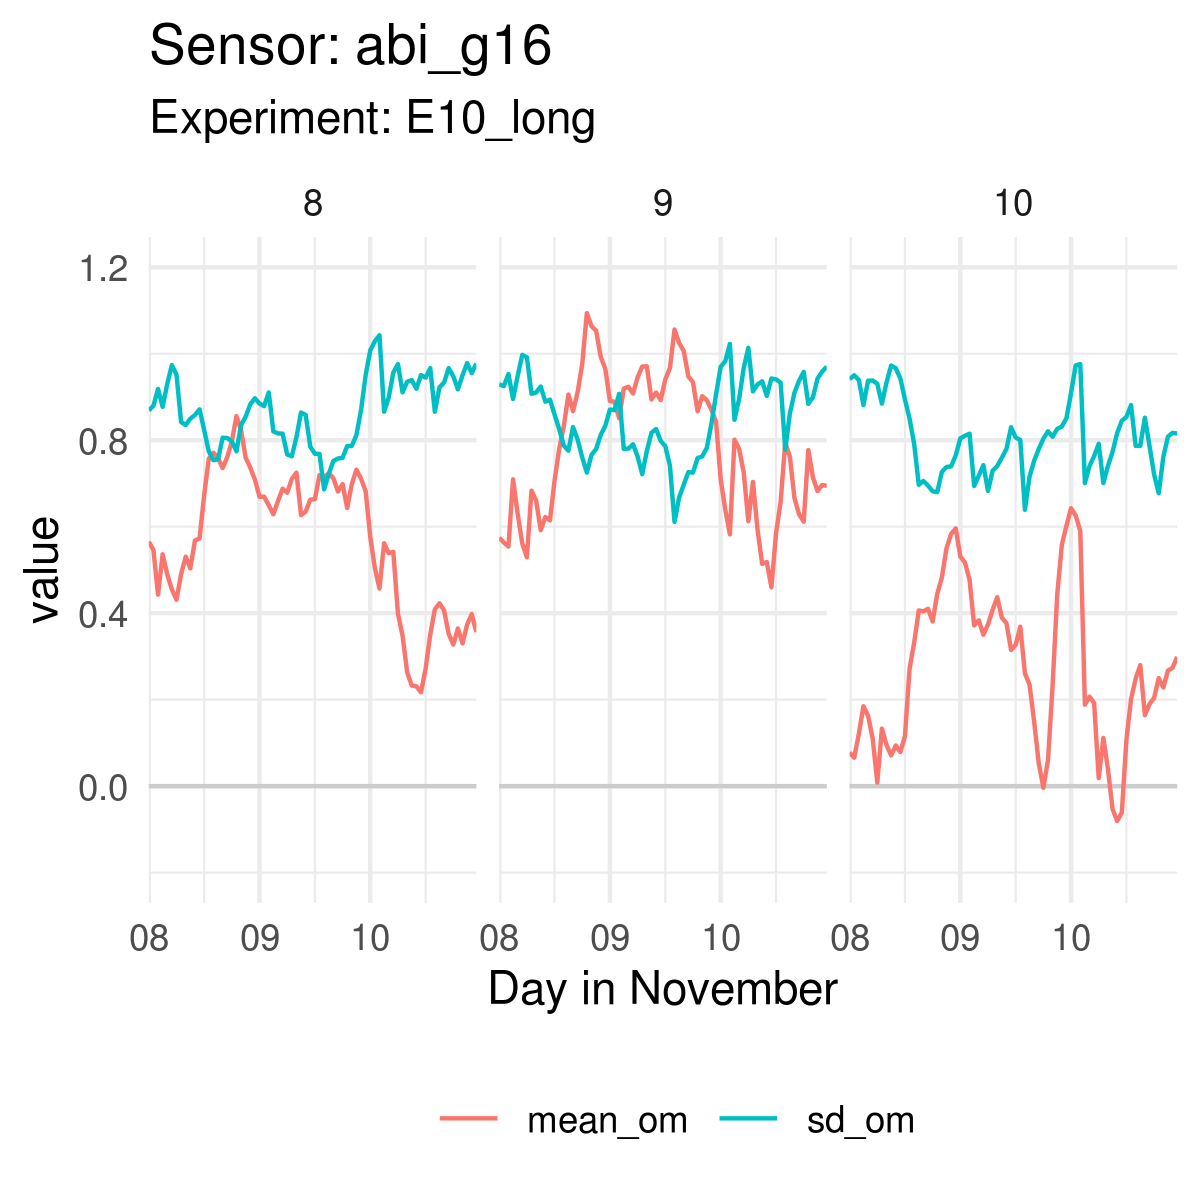 Sensor: abi_g16
Experiment: E10_long
8 9 10
1.2
0.8
0.4
0.0
value
08 09 10 08 09 10 08 09 10
Day in November
mean_om sd_om